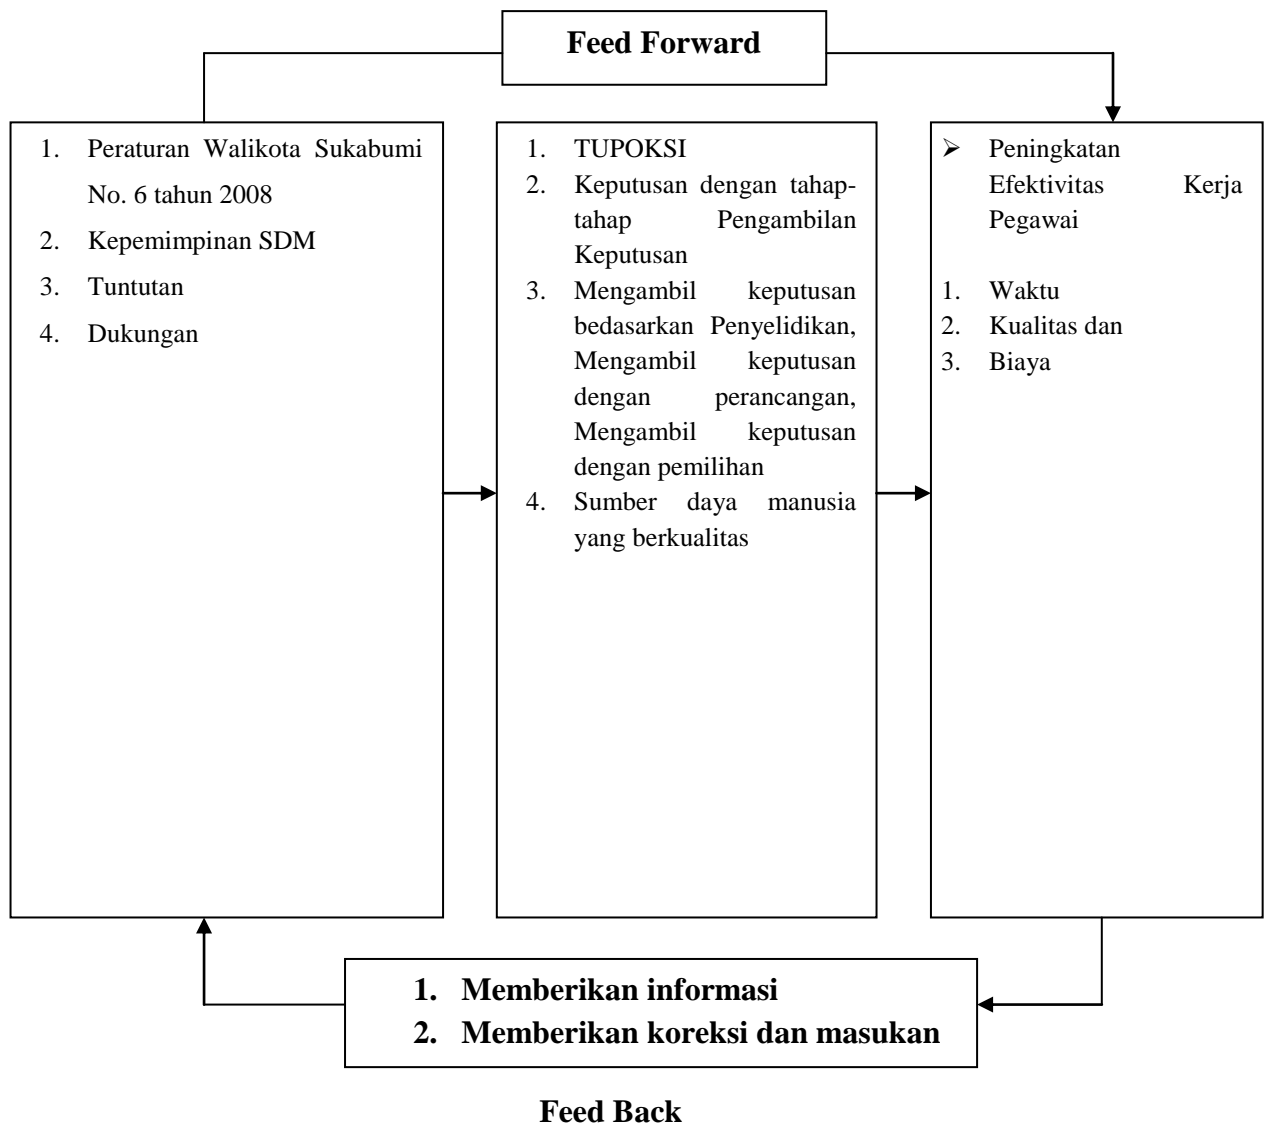 Feed Forward
1. Peraturan Walikota Sukabumi
No. 6 tahun 2008
2. Kepemimpinan SDM
3. Tuntutan
4. Dukungan
1. TUPOKSI
2. Keputusan dengan tahap-
tahap Pengambilan
Keputusan
3. Mengambil keputusan
bedasarkan Penyelidikan,
Mengambil keputusan
dengan perancangan,
Mengambil keputusan
dengan pemilihan
4. Sumber daya manusia
yang berkualitas
➢ Peningkatan
Efektivitas Kerja
Pegawai
1. Waktu
2. Kualitas dan
3. Biaya
1. Memberikan informasi
2. Memberikan koreksi dan masukan
Feed Back